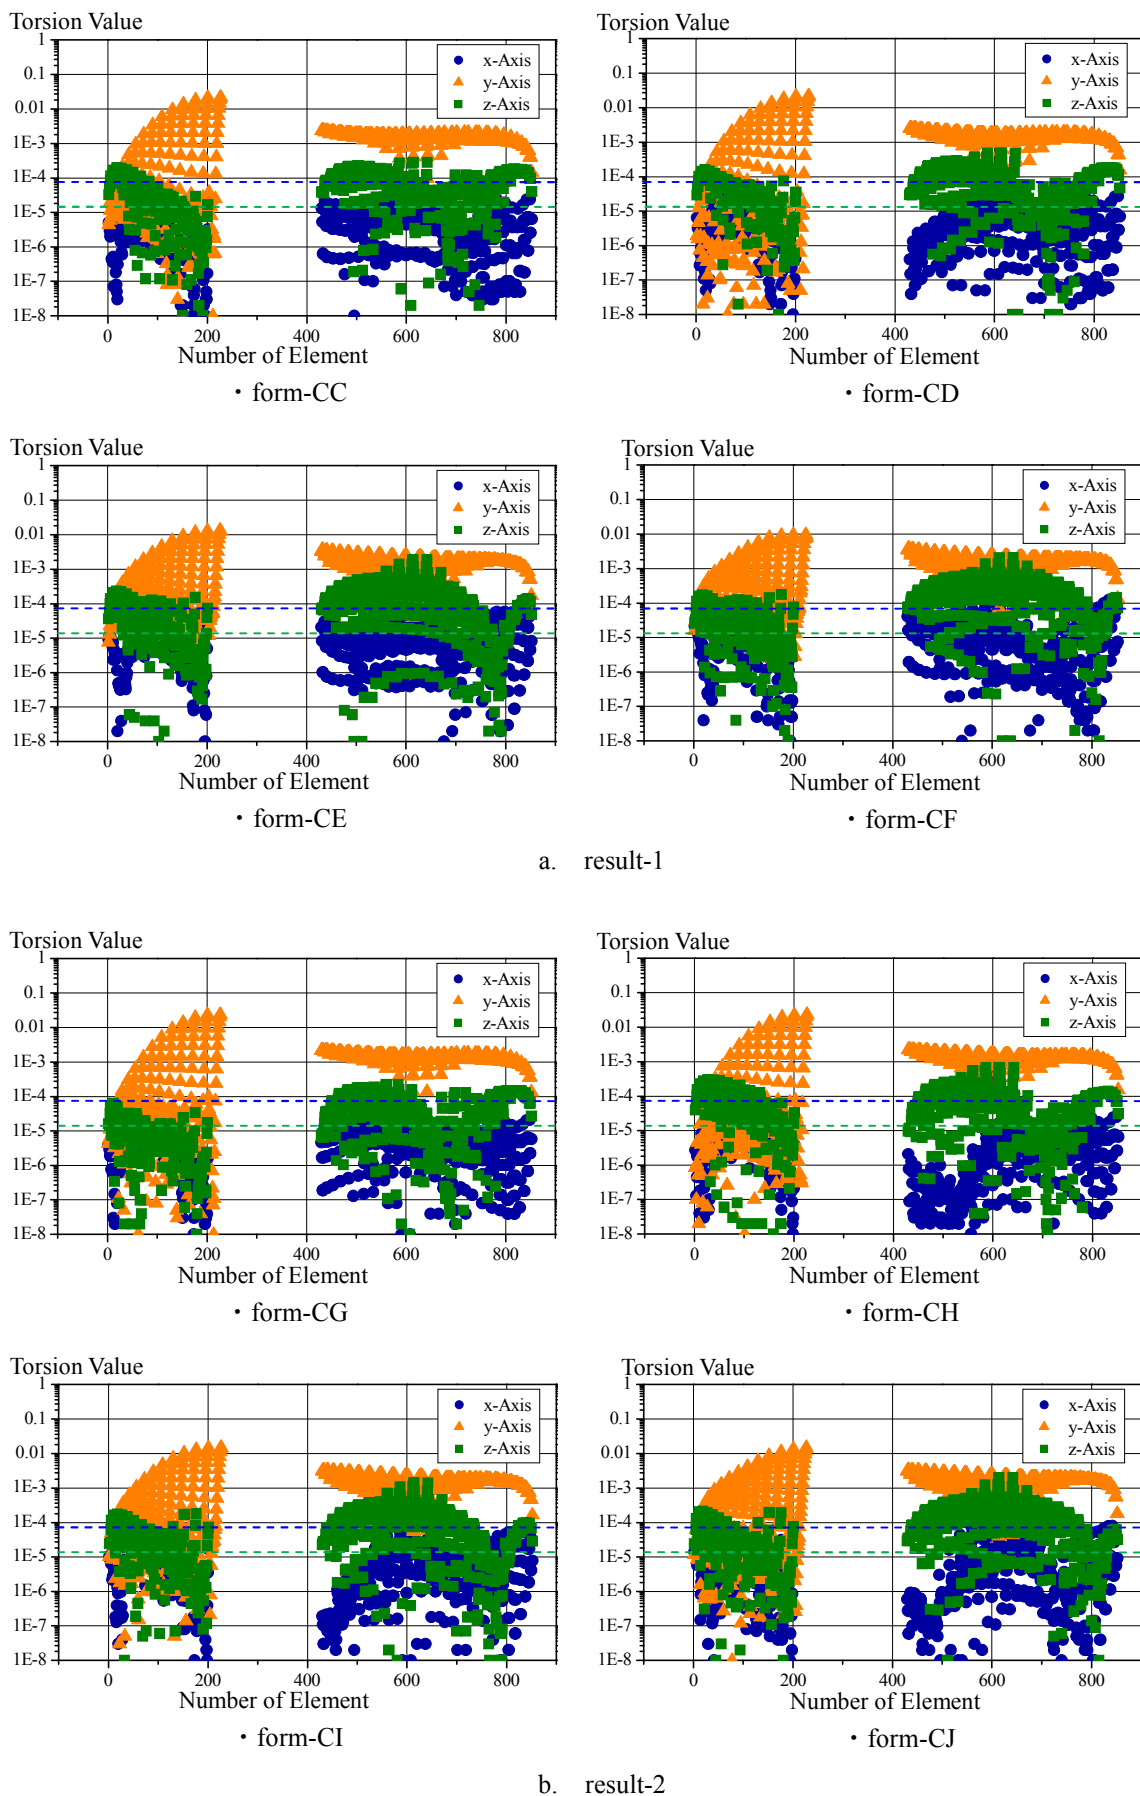 Torsion Value
1
0.1
0.01
1E-3
1E-4
1E-5
1E-6
1E-7
1E-8
0 200 400 600 800
x-Axis
y-Axis
z-Axis
Number of Element
・form-CC
Torsion Value
1
0.1
0.01
1E-3
1E-4
1E-5
1E-6
1E-7
1E-8
0 200 400 600 800
x-Axis
y-Axis
z-Axis
Number of Element
・form-CD
Torsion Value
1
0.1
0.01
1E-3
1E-4
1E-5
1E-6
1E-7
1E-8
0 200 400 600 800
x-Axis
y-Axis
z-Axis
Number of Element
・form-CE
Torsion Value
1
0.1
0.01
1E-3
1E-4
1E-5
1E-6
1E-7
1E-8
0 200 400 600 800
x-Axis
y-Axis
z-Axis
Number of Element
・form-CF
a. result-1
Torsion Value
1
0.1
0.01
1E-3
1E-4
1E-5
1E-6
1E-7
1E-8
0 200 400 600 800
x-Axis
y-Axis
z-Axis
Number of Element
・form-CG
Torsion Value
1
0.1
0.01
1E-3
1E-4
1E-5
1E-6
1E-7
1E-8
0 200 400 600 800
x-Axis
y-Axis
z-Axis
Number of Element
・form-CH
Torsion Value
1
0.1
0.01
1E-3
1E-4
1E-5
1E-6
1E-7
1E-8
0 200 400 600 800
x-Axis
y-Axis
z-Axis
Number of Element
・form-CI
Torsion Value
1
0.1
0.01
1E-3
1E-4
1E-5
1E-6
1E-7
1E-8
0 200 400 600 800
x-Axis
y-Axis
z-Axis
Number of Element
・form-CJ
b. result-2